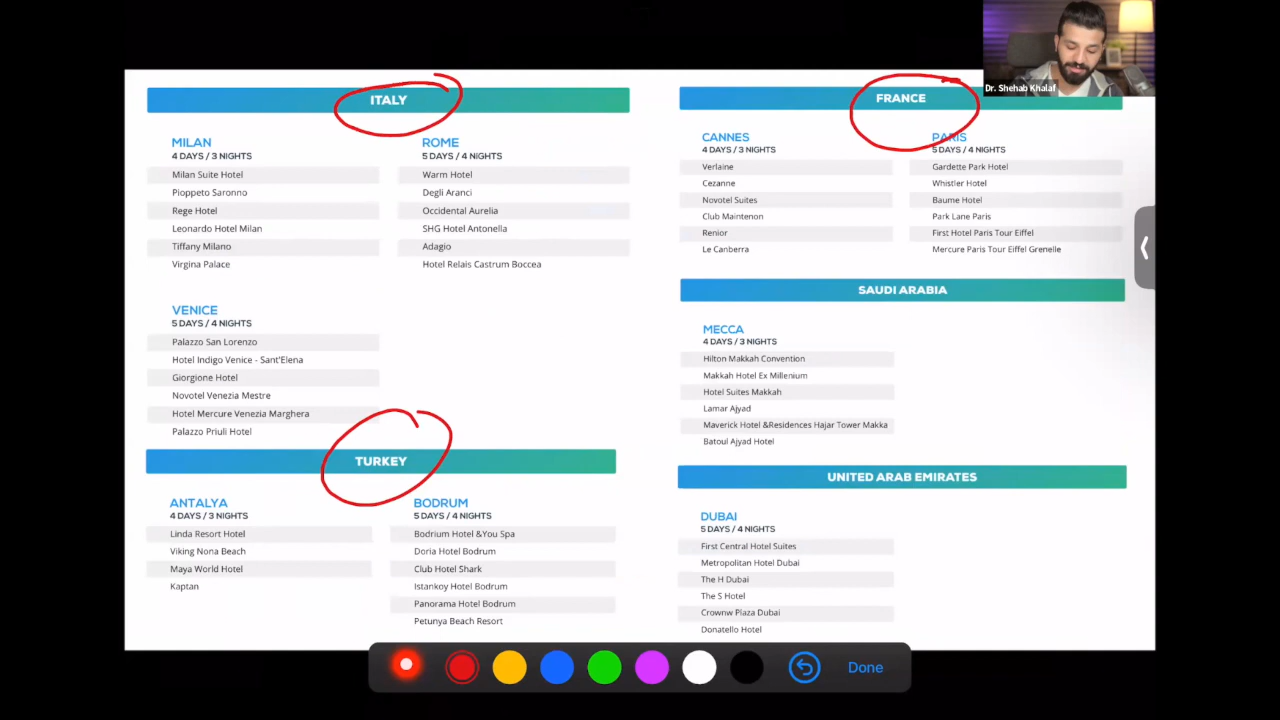 ITALY
MILAN
4 DAYS / 3 NIGHTS
Milan Suite Hotel
Pioppeto Saronno
Rege Hotel
Leonardo Hotel Milan
Tiffany Milano
Virgina Palace
ROME
5 DAYS / 4 NIGHTS
Warm Hotel
Degli Aranci
Occidental Aurelia
SHG Hotel Antonella
Adagio
Hotel Relais Castrum Boccea
VENICE
5 DAYS / 4 NIGHTS
Palazzo San Lorenzo
Hotel Indigo Venice - Sant'Elena
Giorgione Hotel
Novotel Venezia Mestre
Hotel Mercure Venezia Marghera
Palazzo Priuli Hotel
TURKEY
ANTALYA
4 DAYS / 3 NIGHTS
Linda Resort Hotel
Viking Nona Beach
Maya World Hotel
Kaptan
BODRUM
5 DAYS / 4 NIGHTS
Bodrium Hotel &You Spa
Doria Hotel Bodrum
Club Hotel Shark
Istankoy Hotel Bodrum
Panorama Hotel Bodrum
Petunya Beach Resort
FRANCE
CANNES
4 DAYS / 3 NIGHTS
Verlaine
Cezanne
Novotel Suites
Club Maintenon
Renior
Le Canberra
PARIS
5 DAYS / 4 NIGHTS
Gardette Park Hotel
Whistler Hotel
Baume Hotel
Park Lane Paris
First Hotel Paris Tour Eiffel
Mercure Paris Tour Eiffel Grenelle
SAUDI ARABIA
MECCA
4 DAYS / 3 NIGHTS
Hilton Makkah Convention
Makkah Hotel Ex Millenium
Hotel Suites Makkah
Lamar Ajyad
Maverick Hotel &Residences Hajar Tower Makka
Batoul Ajyad Hotel
UNITED ARAB EMIRATES
DUBAI
5 DAYS / 4 NIGHTS
First Central Hotel Suites
Metropolitan Hotel Dubai
The H Dubai
The S Hotel
Crownw Plaza Dubai
Donatello Hotel
Dr. Shehab Khalaf
Done